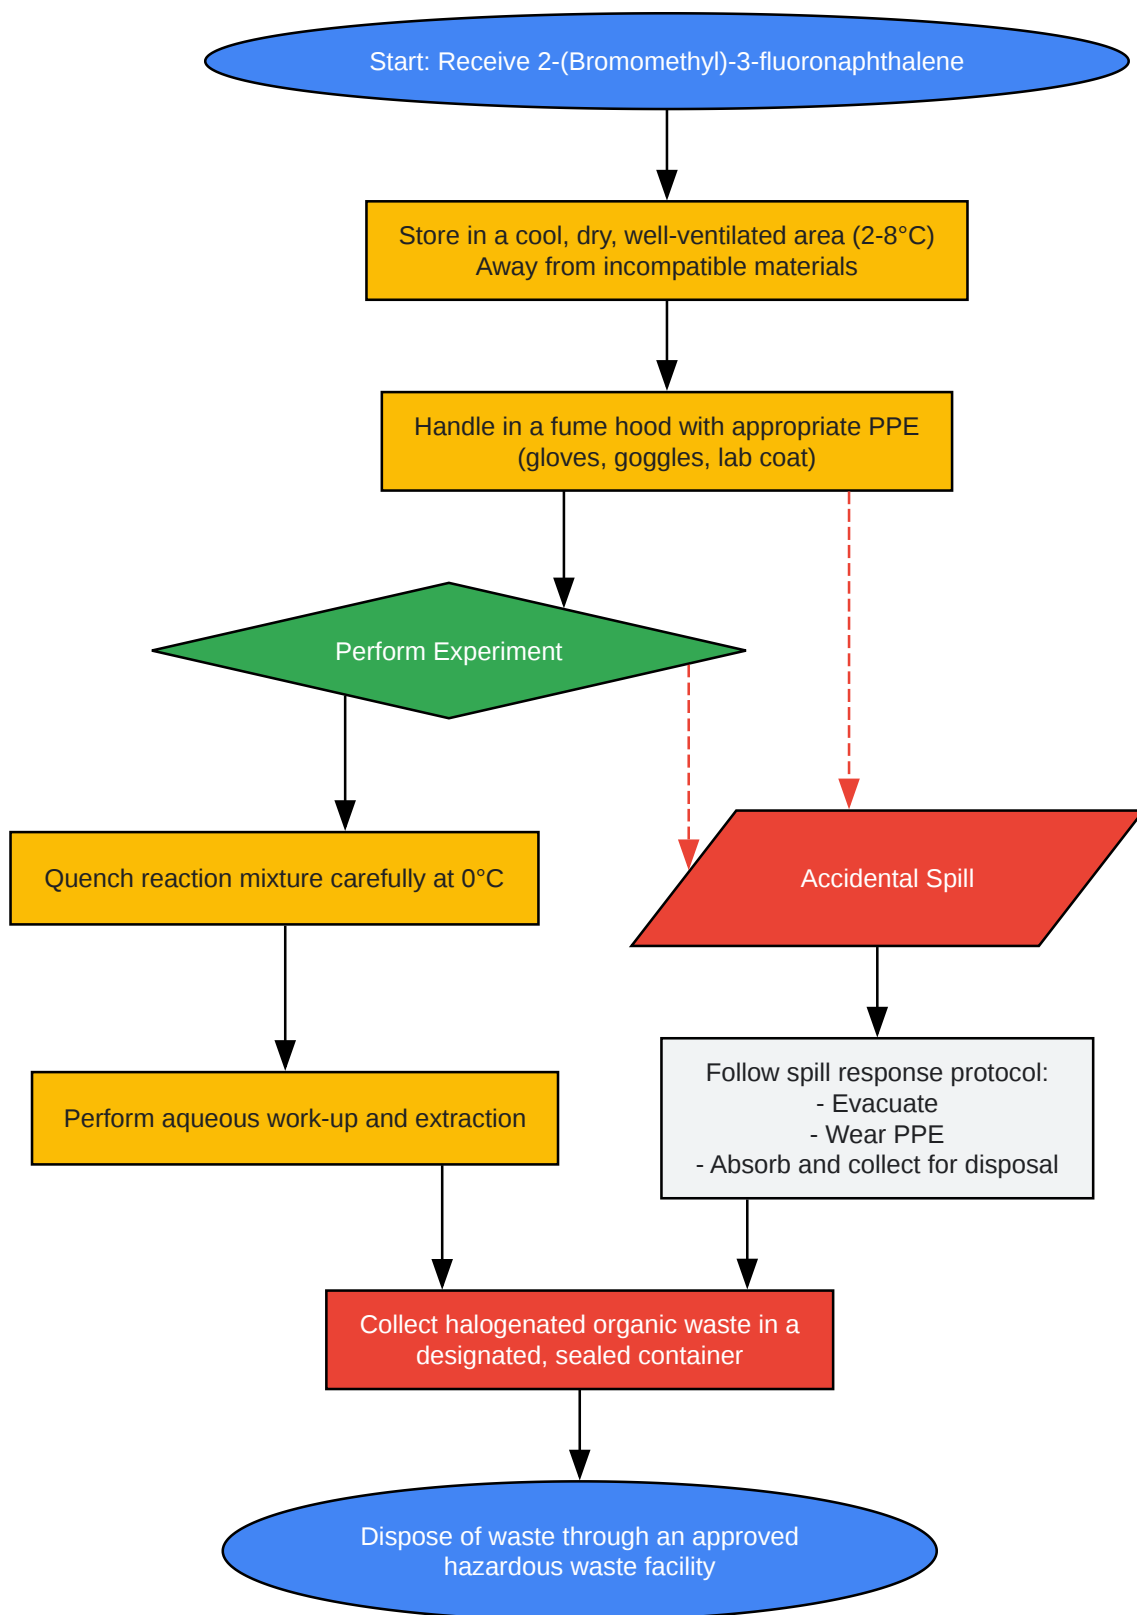 Start: Receive 2-(Bromomethyl)-3-fluoronaphthalene
Store in a cool, dry, well-ventilated area (2-8°C)
Away from incompatible materials
Handle in a fume hood with appropriate PPE
(gloves, goggles, lab coat)
Perform Experiment
Quench reaction mixture carefully at 0°C
Accidental Spill
Perform aqueous work-up and extraction
Follow spill response protocol:
- Evacuate
- Wear PPE
- Absorb and collect for disposal
Collect halogenated organic waste in a
designated, sealed container
Dispose of waste through an approved
hazardous waste facility